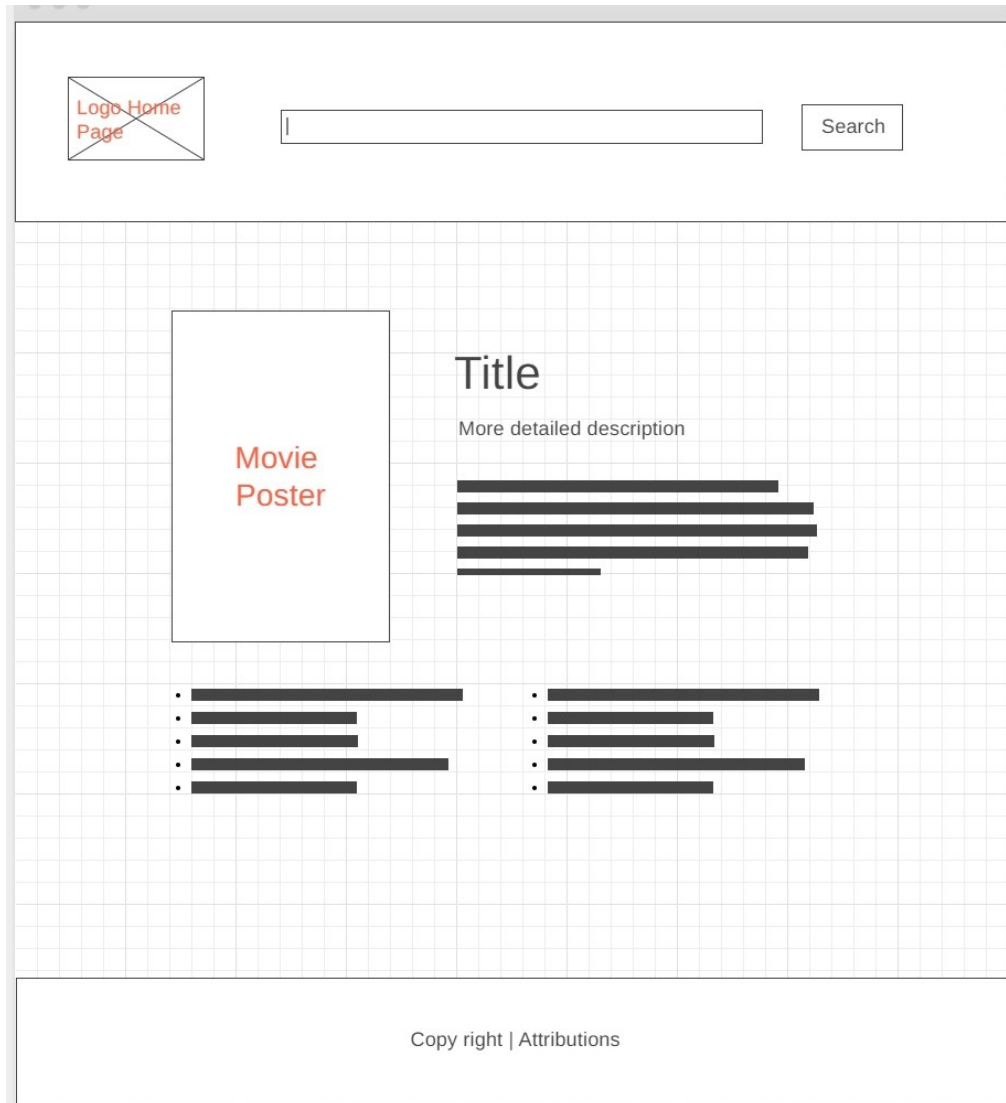 Logo Home
Page
Search
Title
More detailed description
Movie
Poster
Copy right | Attributions